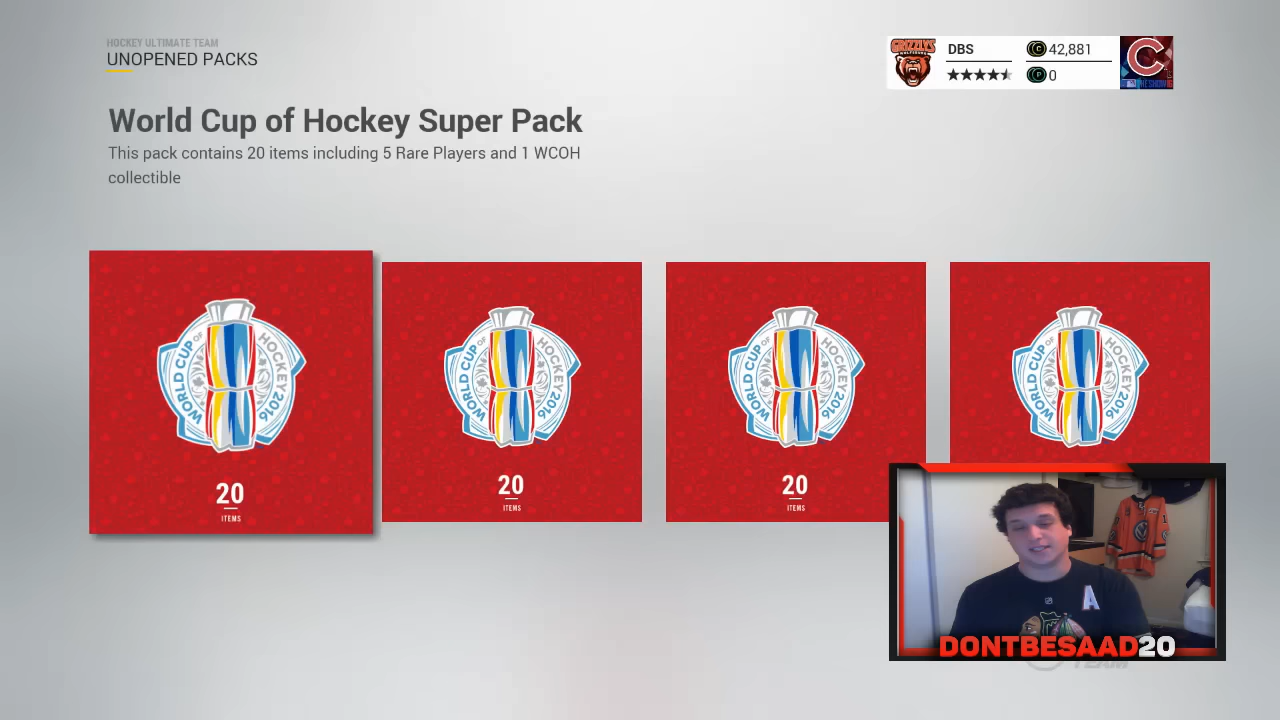 HOCKEY ULTIMATE TEAM
UNOPENED PACKS
DBS
42,881
0
World Cup of Hockey Super Pack
This pack contains 20 items including 5 Rare Players and 1 WCOH
collectible
WORLD CUP OF HOCKEY 2016
20
ITEMS
WORLD CUP OF HOCKEY 2016
20
ITEMS
WORLD CUP OF HOCKEY 2016
20
ITEMS
WORLD CUP OF HOCKEY 2016
GRIZZLYS
C
A
DONTBESAAD20
TEAM